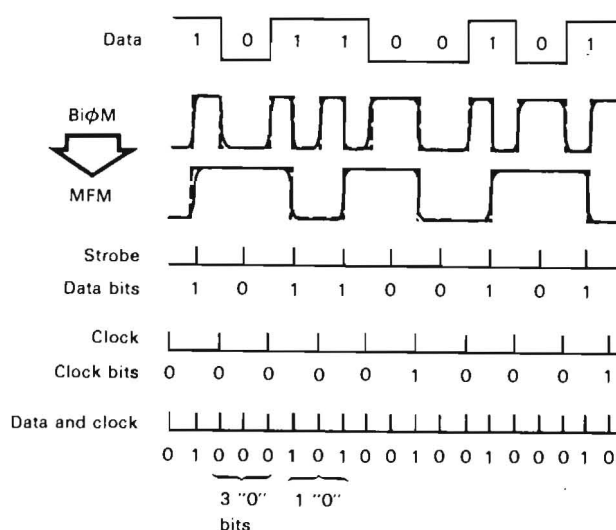 Data 1 0 1 1 0 0 1 0 1
BiφM
MFM
Strobe
Data bits 1 0 1 1 0 0 1 0 1
Clock
Clock bits 0 0 0 0 0 1 0 0 0 1
Data and clock
0 1 0 0 0 1 0 1 0 0 1 0 0 1 0 0 0 1 0
3 "0" 1 "0"
bits